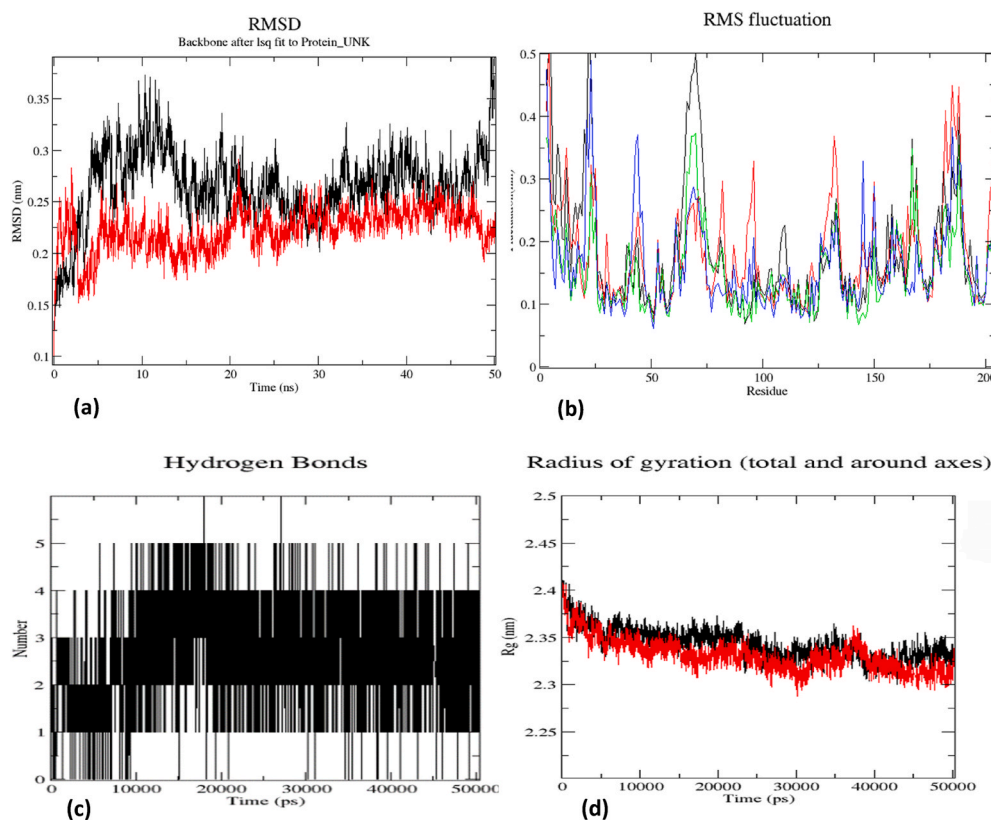 RMSD
Backbone after lsq fit to Protein_UNK
RMSD (nm)
0.35
0.3
0.25
0.2
0.15
0.1
0 10 20 30 40 50
Time (ns)
(a)
RMS fluctuation
0.5
0.4
0.3
0.2
0.1
0
0 50 100 150 200
Residue
(b)
Hydrogen Bonds
Number
5
4
3
2
1
0
0 10000 20000 30000 40000 50000
Time (ps)
(c)
Radius of gyration (total and around axes)
Rg (nm)
2.5
2.45
2.4
2.35
2.3
2.25
10000 20000 30000 40000 50000
Time (ps)
(d)